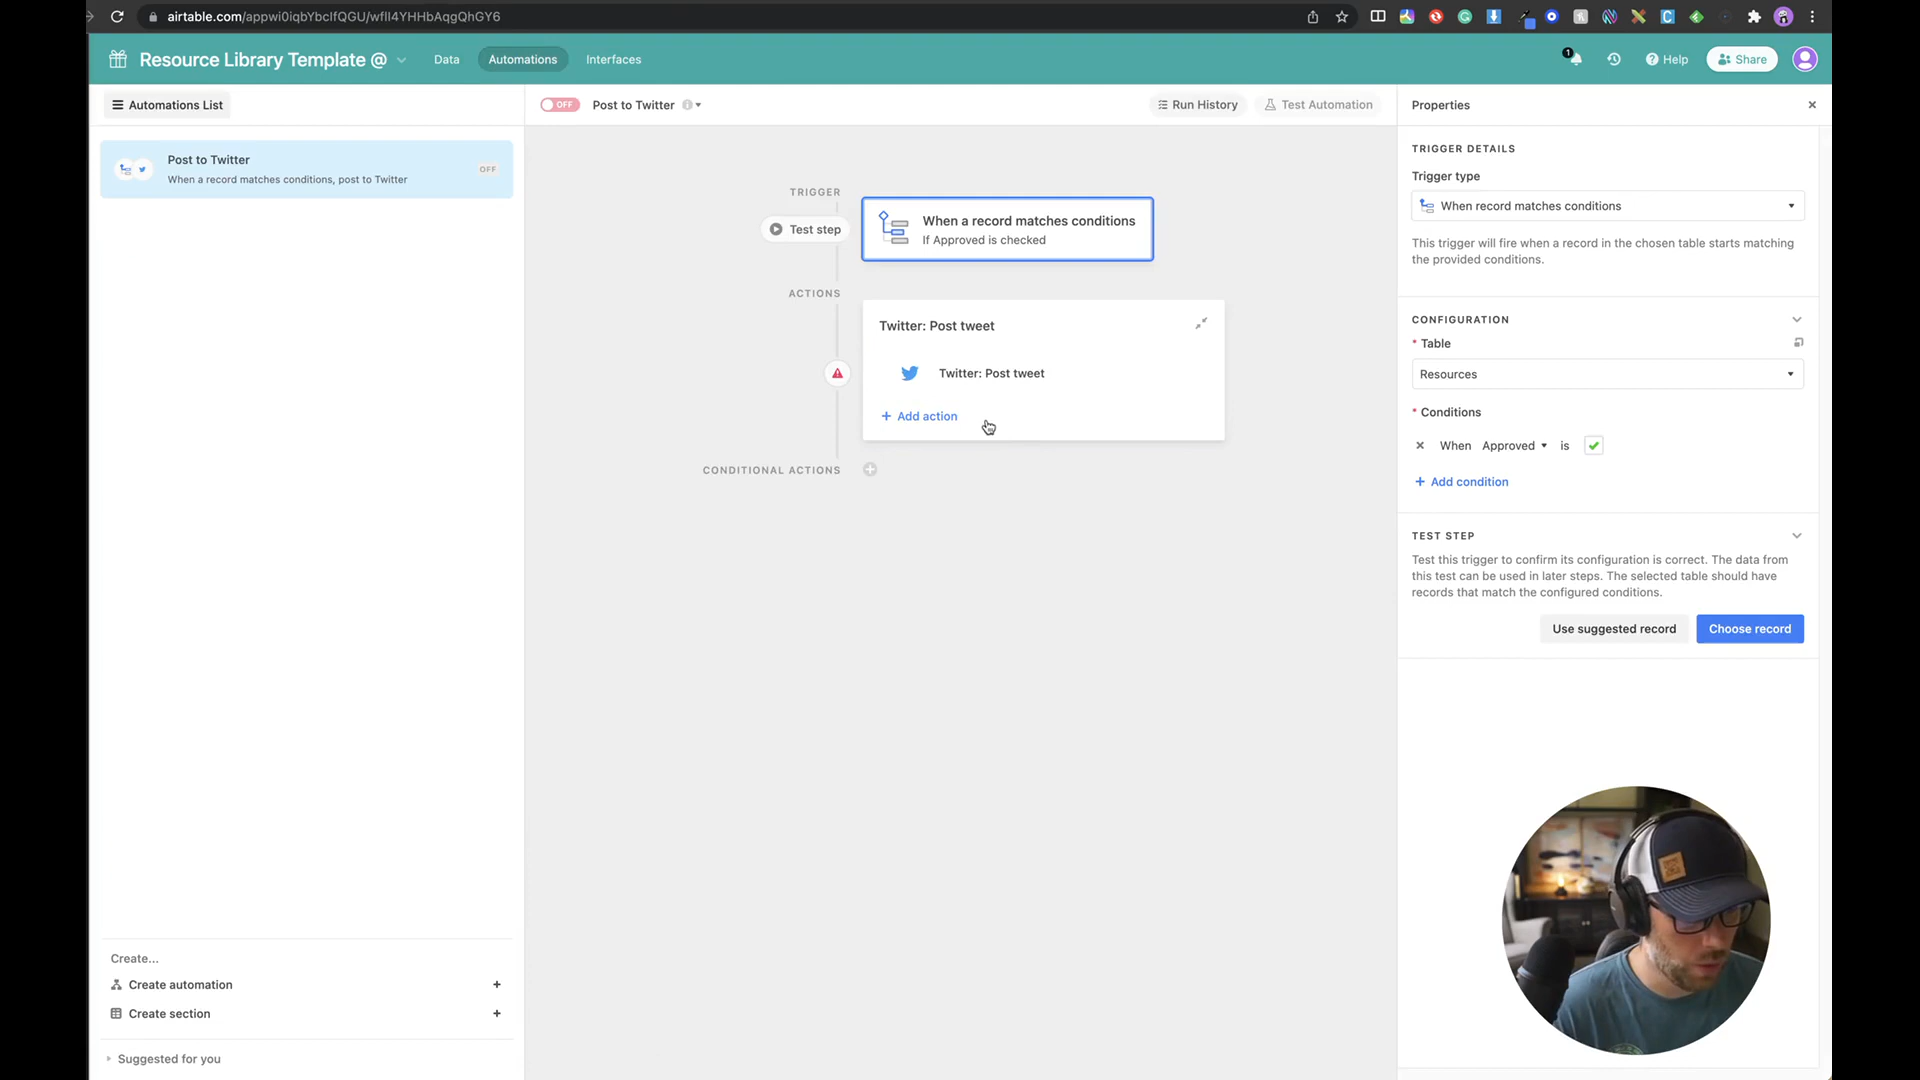 airtable.com/appwi0iqbYbcIfQGU/wflI4YHHbAqgQhGY6
Resource Library Template @
Data
Automations
Interfaces
1
Help
Share
Automations List
OFF
Post to Twitter
Run History
Test Automation
Properties
Post to Twitter
When a record matches conditions, post to Twitter
OFF
TRIGGER
Test step
When a record matches conditions
If Approved is checked
ACTIONS
Twitter: Post tweet
Twitter: Post tweet
+ Add action
CONDITIONAL ACTIONS
TRIGGER DETAILS
Trigger type
When record matches conditions
This trigger will fire when a record in the chosen table starts matching
the provided conditions.
CONFIGURATION
* Table
Resources
* Conditions
When Approved is
+ Add condition
TEST STEP
Test this trigger to confirm its configuration is correct. The data from
this test can be used in later steps. The selected table should have
records that match the configured conditions.
Use suggested record
Choose record
Create...
Create automation
Create section
Suggested for you